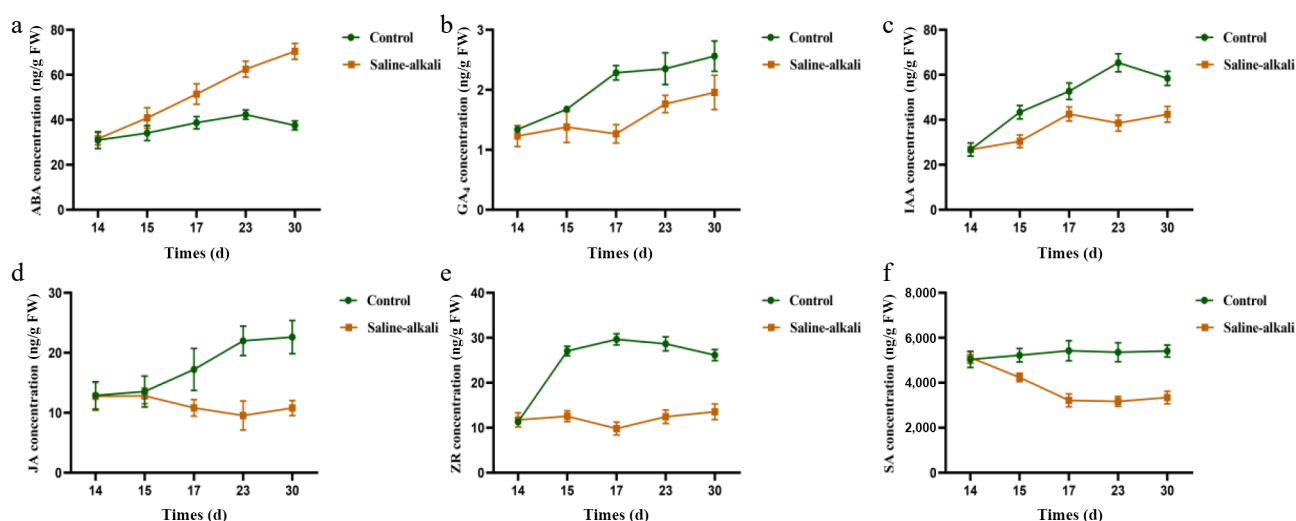 a
ABA concentration (ng/g FW)
80
60
40
20
0
14 15 17 23 30
Times (d)
Control
Saline-alkali
b
GA₄ concentration (ng/g FW)
3
2
1
0
14 15 17 23 30
Times (d)
Control
Saline-alkali
c
IAA concentration (ng/g FW)
80
60
40
20
0
14 15 17 23 30
Times (d)
Control
Saline-alkali
d
JA concentration (ng/g FW)
30
20
10
0
14 15 17 23 30
Times (d)
Control
Saline-alkali
e
ZR concentration (ng/g FW)
40
30
20
10
0
14 15 17 23 30
Times (d)
Control
Saline-alkali
f
SA concentration (ng/g FW)
8,000
6,000
4,000
2,000
0
14 15 17 23 30
Times (d)
Control
Saline-alkali